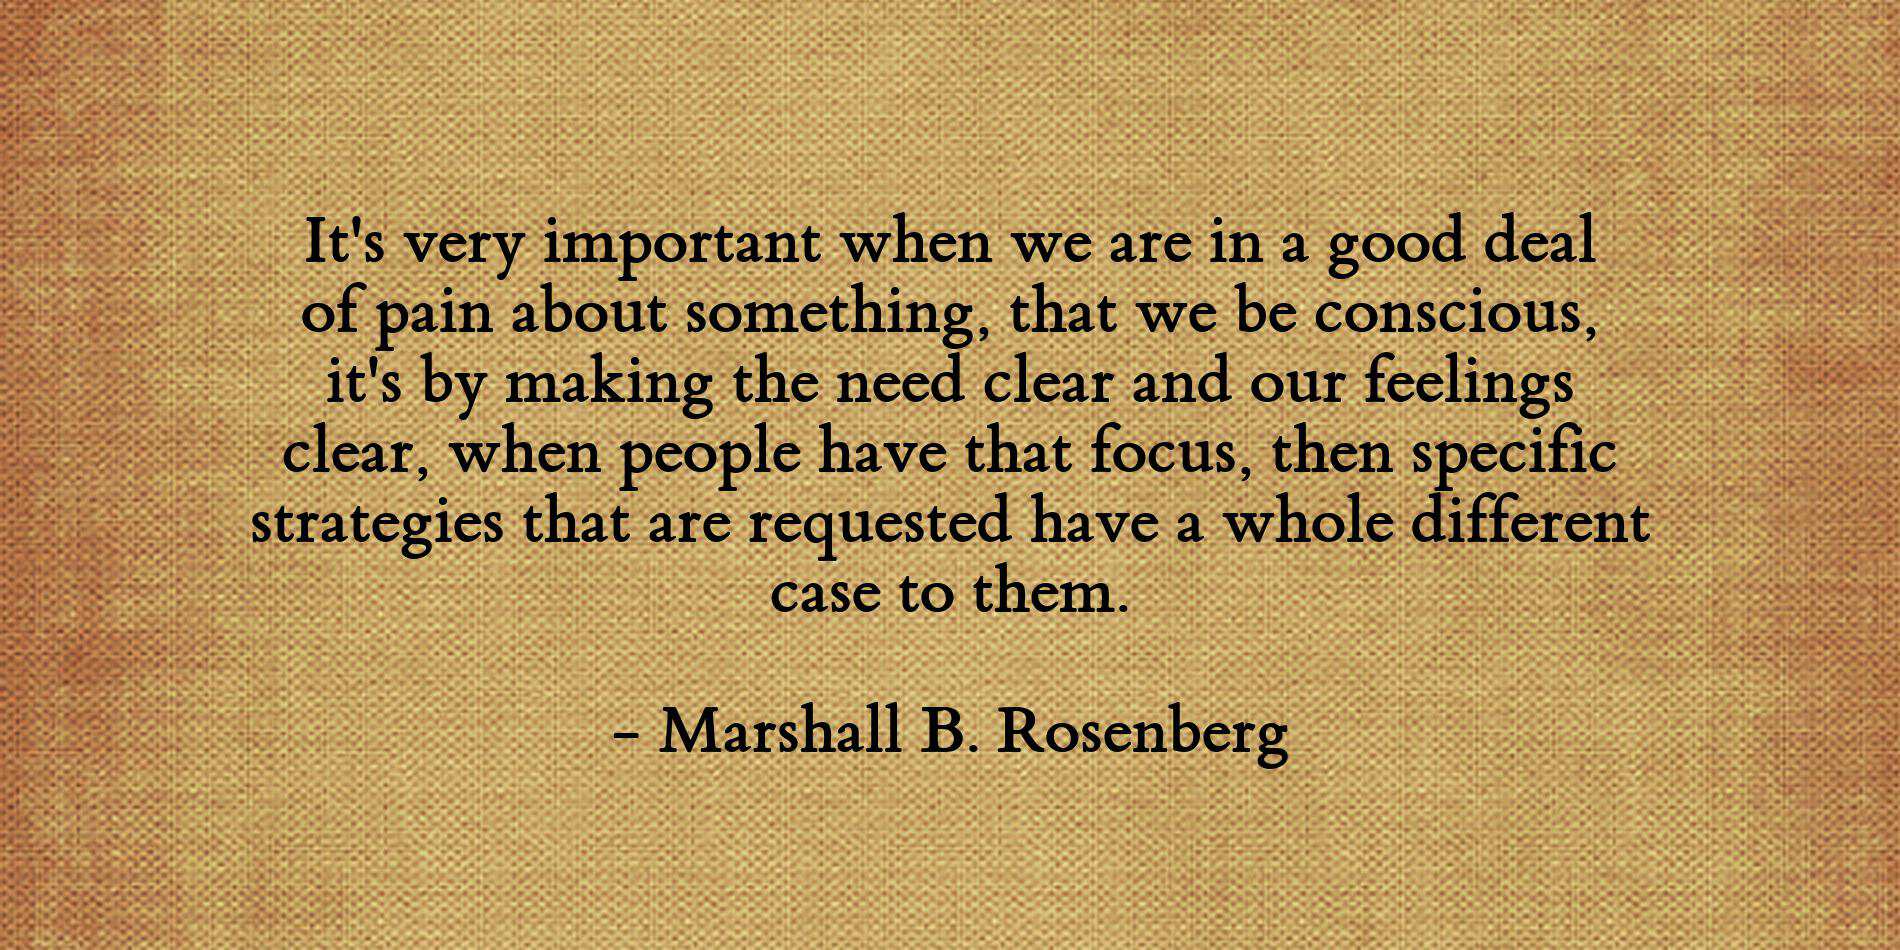 It's very important when we are in a good deal
of pain about something, that we be conscious,
it's by making the need clear and our feelings
clear, when people have that focus, then specific
strategies that are requested have a whole different
case to them.
- Marshall B. Rosenberg